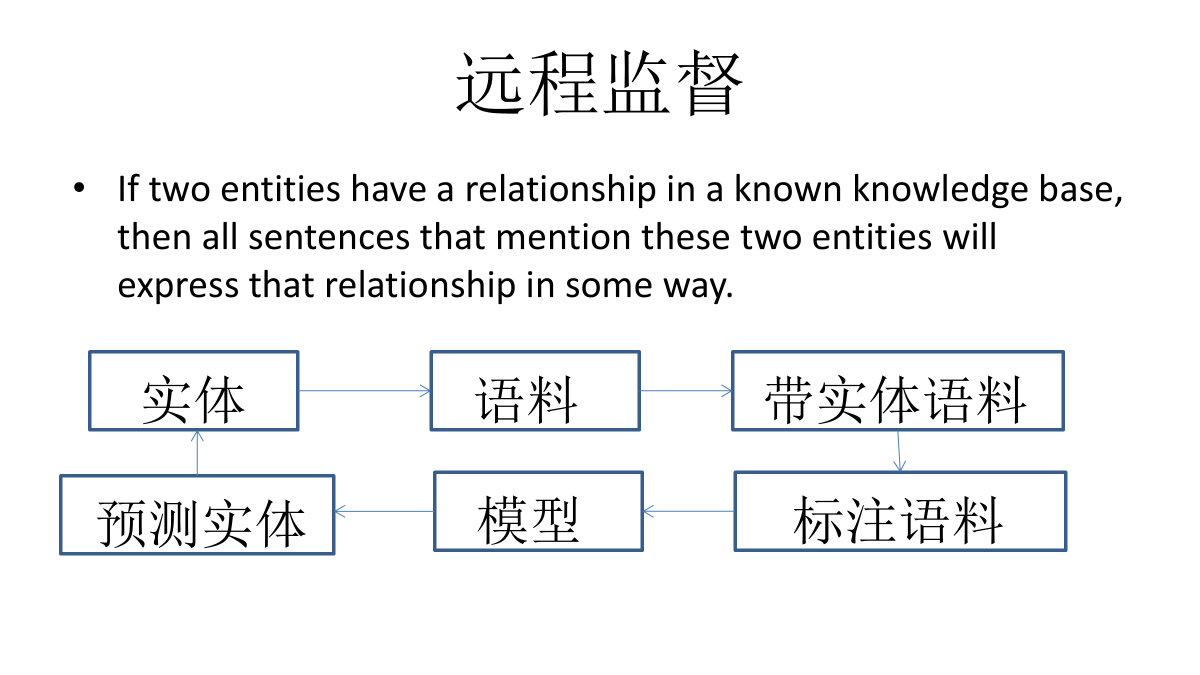 远程监督
• If two entities have a relationship in a known knowledge base,
then all sentences that mention these two entities will
express that relationship in some way.
实体
语料
带实体语料
预测实体
模型
标注语料